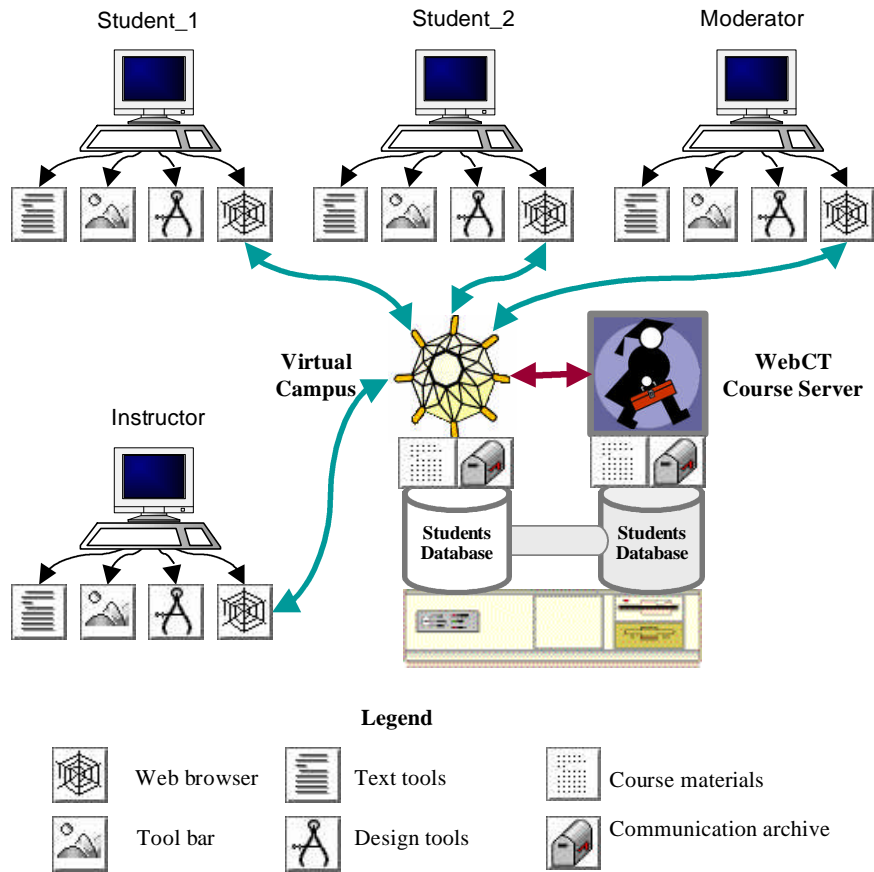 Student_1
Student_2
Moderator
Virtual
Campus
WebCT
Course Server
Instructor
Students
Database
Students
Database
Legend
Web browser
Text tools
Course materials
Tool bar
Design tools
Communication archive